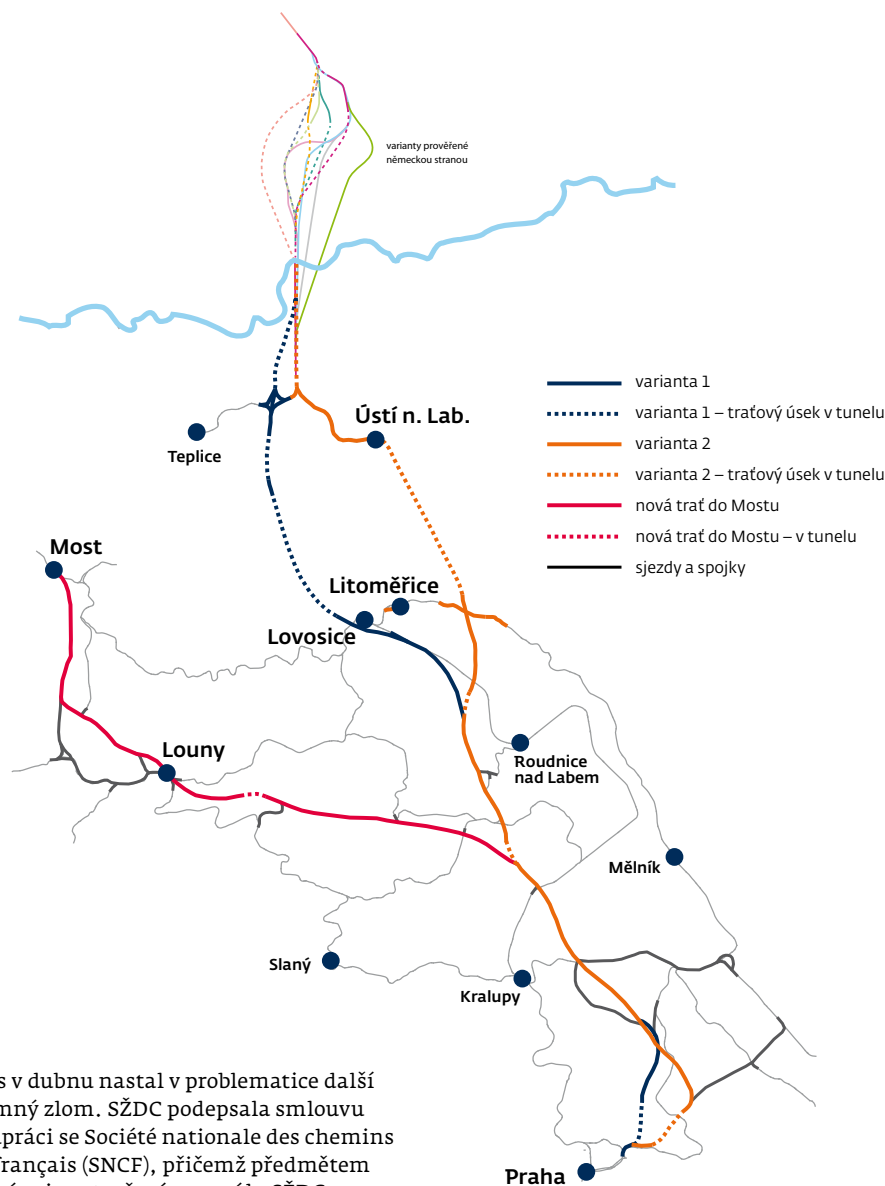 varianty prověřené
německou stranou
varianta 1
varianta 1 – traťový úsek v tunelu
varianta 2
varianta 2 – traťový úsek v tunelu
nová trať do Mostu
nová trať do Mostu – v tunelu
sjezdy a spojky
Ústí n. Lab.
Teplice
Most
Litoměřice
Lovosice
Louny
Roudnice
nad Labem
Mělník
Slaný
Kralupy
Praha
s v dubnu nastal v problematice další
mný zlom. SŽDC podepsala smlouvu
práci se Société nationale des chemins
français (SNCF), přičemž předmětem